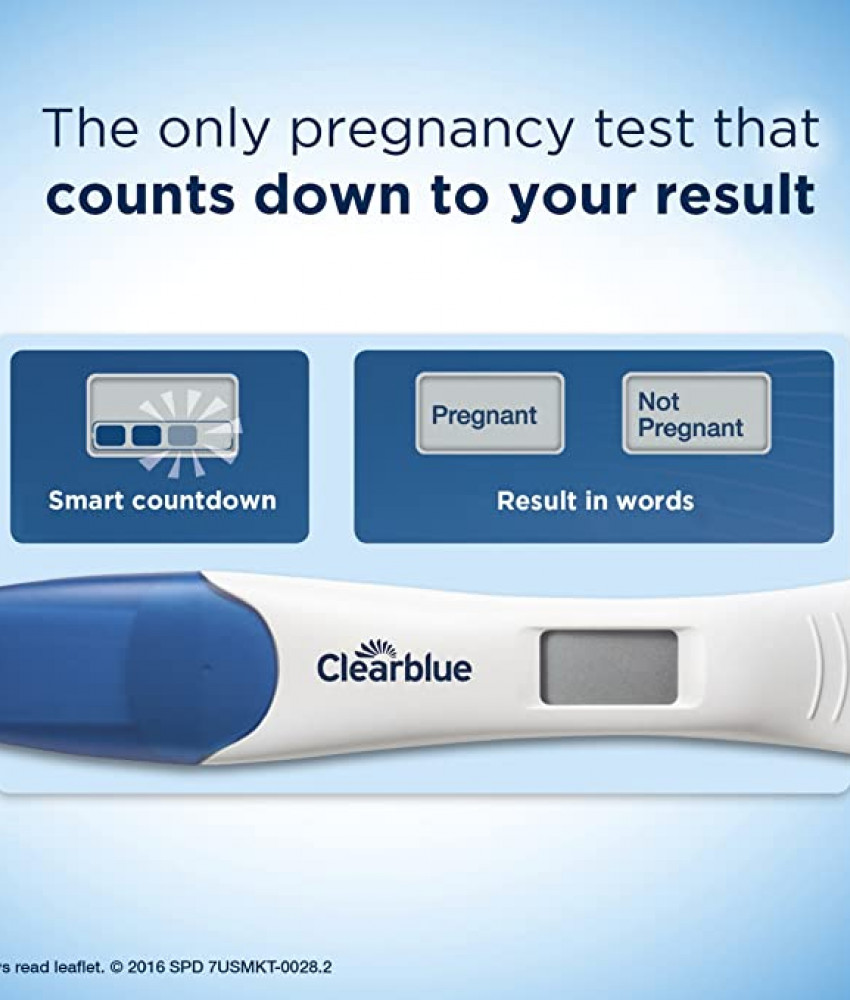 The only pregnancy test that
counts down to your result
Smart countdown
Pregnant
Not
Pregnant
Result in words
Clearblue
read leaflet. © 2016 SPD 7USMKT-0028.2